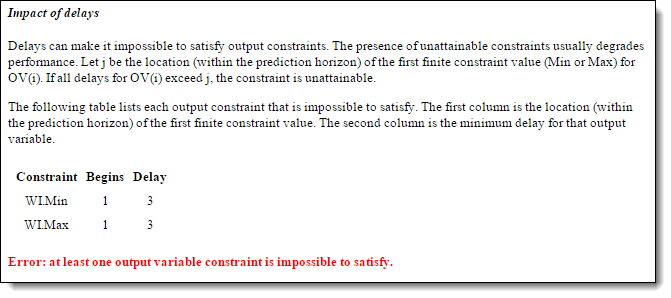 Impact of delays
Delays can make it impossible to satisfy output constraints. The presence of unattainable constraints usually degrades
performance. Let j be the location (within the prediction horizon) of the first finite constraint value (Min or Max) for
OV(i). If all delays for OV(i) exceed j, the constraint is unattainable.
The following table lists each output constraint that is impossible to satisfy. The first column is the location (within
the prediction horizon) of the first finite constraint value. The second column is the minimum delay for that output
variable.
Constraint Begins Delay
WI.Min 1 3
WI.Max 1 3
Error: at least one output variable constraint is impossible to satisfy.